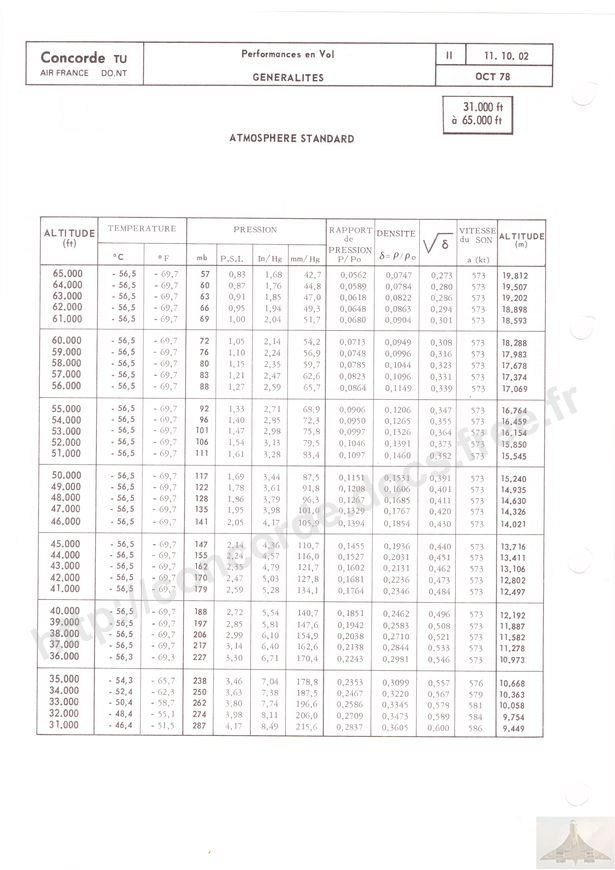 Concorde TU
AIR FRANCE DO.NT
Performances en Vol
GENERALITES
II 11. 10. 02
OCT 78
31.000 ft
à 65.000 ft
ATMOSPHERE STANDARD
ALTITUDE (ft) TEMPERATURE PRESSION RAPPORT de PRESSION P/Po DENSITE δ=ρ/ρo √δ VITESSE du SON a (kt) ALTITUDE (m)
°C °F mb P.S.I. In/Hg mm/Hg
65.000 - 56,5 - 69,7 57 0,83 1,68 42,7 0,0562 0,0747 0,273 573 19,812
64.000 - 56,5 - 69,7 60 0,87 1,76 44,8 0,0589 0,0784 0,280 573 19,507
63.000 - 56,5 - 69,7 63 0,91 1,85 47,0 0,0618 0,0822 0,286 573 19,202
62.000 - 56,5 - 69,7 66 0,95 1,94 49,3 0,0648 0,0863 0,294 573 18,898
61.000 - 56,5 - 69,7 69 1,00 2,04 51,7 0,0680 0,0904 0,301 573 18,593
60.000 - 56,5 - 69,7 72 1,05 2,14 54,2 0,0713 0,0949 0,308 573 18,288
59.000 - 56,5 - 69,7 76 1,10 2,24 56,9 0,0748 0,0996 0,316 573 17,983
58.000 - 56,5 - 69,7 80 1,15 2,35 59,7 0,0785 0,1044 0,323 573 17,678
57.000 - 56,5 - 69,7 83 1,21 2,47 62,6 0,0823 0,1096 0,331 573 17,374
56.000 - 56,5 - 69,7 88 1,27 2,59 65,7 0,0864 0,1149 0,339 573 17,069
55.000 - 56,5 - 69,7 92 1,33 2,71 68,9 0,0906 0,1206 0,347 573 16,764
54.000 - 56,5 - 69,7 96 1,40 2,85 72,3 0,0950 0,1265 0,355 573 16,459
53.000 - 56,5 - 69,7 101 1,47 2,98 75,8 0,0997 0,1326 0,364 573 16,154
52.000 - 56,5 - 69,7 106 1,54 3,13 79,5 0,1046 0,1391 0,373 573 15,850
51.000 - 56,5 - 69,7 111 1,61 3,28 83,4 0,1097 0,1460 0,382 573 15,545
50.000 - 56,5 - 69,7 117 1,69 3,44 87,5 0,1151 0,1531 0,391 573 15,240
49.000 - 56,5 - 69,7 122 1,78 3,61 91,8 0,1208 0,1606 0,401 573 14,935
48.000 - 56,5 - 69,7 128 1,86 3,79 96,3 0,1267 0,1685 0,411 573 14,630
47.000 - 56,5 - 69,7 135 1,95 3,98 101,0 0,1329 0,1767 0,420 573 14,326
46.000 - 56,5 - 69,7 141 2,05 4,17 105,9 0,1394 0,1854 0,430 573 14,021
45.000 - 56,5 - 69,7 147 2,14 4,36 110,7 0,1455 0,1936 0,440 573 13,716
44.000 - 56,5 - 69,7 155 2,24 4,57 116,0 0,1527 0,2031 0,451 573 13,411
43.000 - 56,5 - 69,7 162 2,35 4,79 121,7 0,1602 0,2131 0,462 573 13,106
42.000 - 56,5 - 69,7 170 2,47 5,03 127,8 0,1681 0,2236 0,473 573 12,802
41.000 - 56,5 - 69,7 179 2,59 5,28 134,1 0,1764 0,2346 0,484 573 12,497
40.000 - 56,5 - 69,7 188 2,72 5,54 140,7 0,1851 0,2462 0,496 573 12,192
39.000 - 56,5 - 69,7 197 2,85 5,81 147,6 0,1942 0,2583 0,508 573 11,887
38.000 - 56,5 - 69,7 206 2,99 6,10 154,9 0,2038 0,2710 0,521 573 11,582
37.000 - 56,5 - 69,7 217 3,14 6,40 162,6 0,2138 0,2844 0,533 573 11,278
36.000 - 56,3 - 69,3 227 3,30 6,71 170,4 0,2243 0,2981 0,546 573 10,973
35.000 - 54,3 - 65,7 238 3,46 7,04 178,8 0,2353 0,3099 0,557 576 10,668
34.000 - 52,4 - 62,3 250 3,63 7,38 187,5 0,2467 0,3220 0,567 579 10,363
33.000 - 50,4 - 58,7 262 3,80 7,74 196,6 0,2586 0,3345 0,578 581 10,058
32.000 - 48,4 - 55,1 274 3,98 8,11 206,0 0,2709 0,3473 0,589 584 9,754
31.000 - 46,4 - 51,5 287 4,17 8,49 215,6 0,2837 0,3605 0,600 586 9,449
http://concorde-docs.free.fr